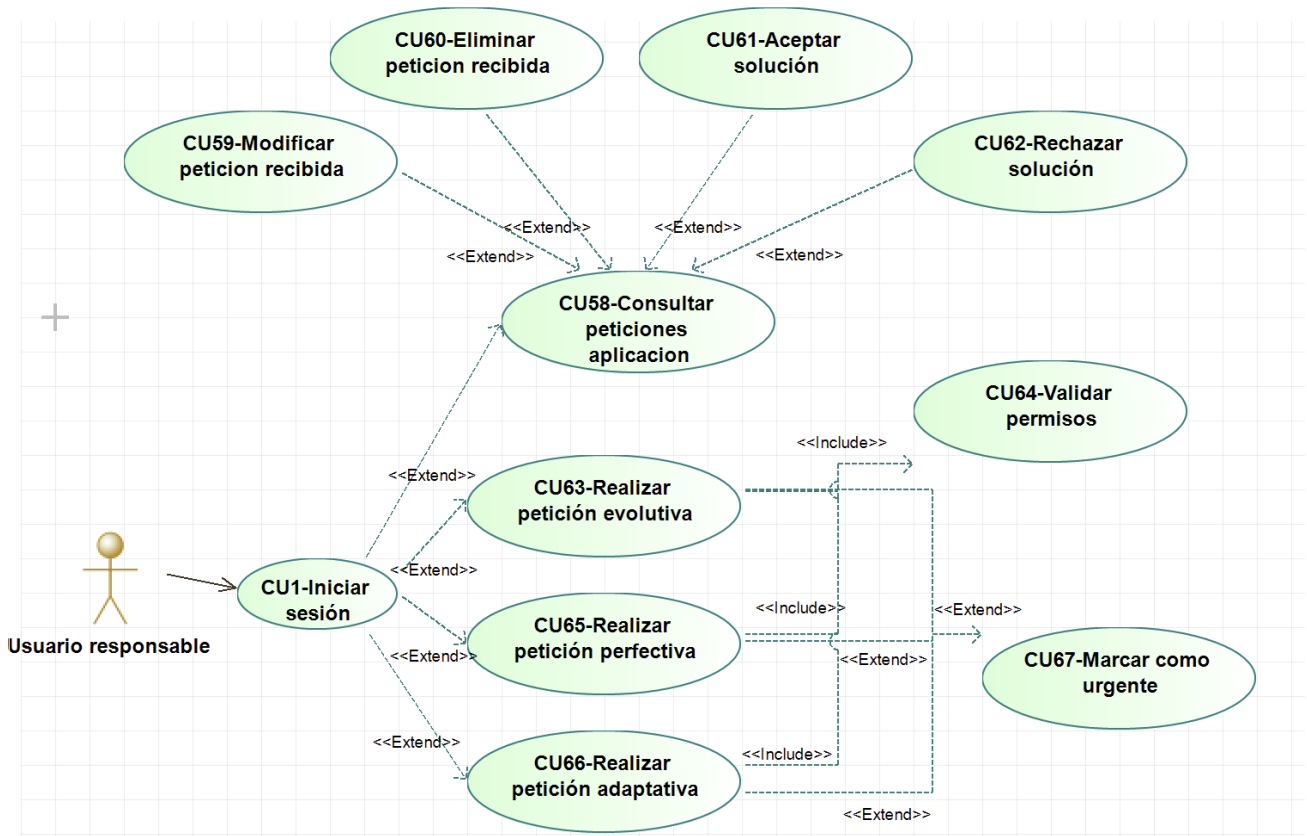 CU60-Eliminar
peticion recibida
CU61-Aceptar
solución
CU59-Modificar
peticion recibida
CU62-Rechazar
solución
<<Extend>>
<<Extend>>
<<Extend>>
<<Extend>>
CU58-Consultar
peticiones
aplicacion
CU64-Validar
permisos
<<Include>>
<<Extend>>
CU63-Realizar
petición evolutiva
<<Extend>>
CU1-Iniciar
sesión
Usuario responsable
<<Include>>
<<Extend>>
CU65-Realizar
petición perfectiva
<<Extend>>
<<Extend>>
CU67-Marcar como
urgente
<<Extend>>
<<Include>>
CU66-Realizar
petición adaptativa
<<Extend>>